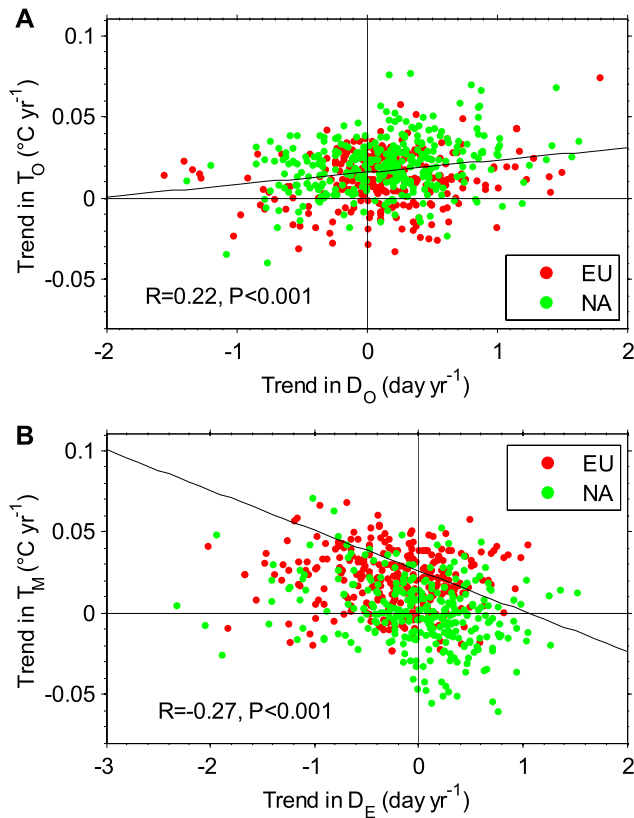 A
0.1
0.05
0
-0.05
Trend in T_O (°C yr⁻¹)
R=0.22, P<0.001
EU
NA
-2 -1 0 1 2
Trend in D_O (day yr⁻¹)
B
0.1
0.05
0
-0.05
Trend in T_M (°C yr⁻¹)
EU
NA
R=-0.27, P<0.001
-3 -2 -1 0 1 2
Trend in D_E (day yr⁻¹)